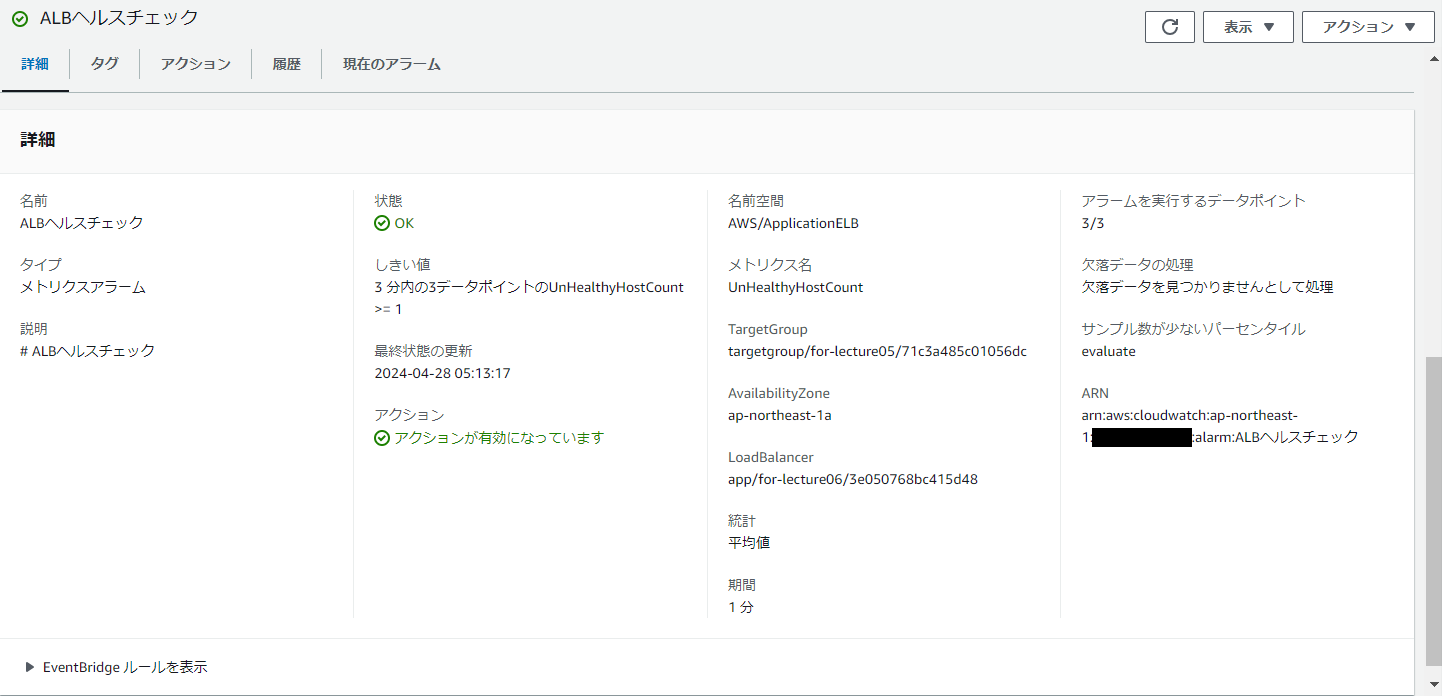 ALBヘルスチェック
表示
アクション
詳細
タグ
アクション
履歴
現在のアラーム
詳細
名前
ALBヘルスチェック
タイプ
メトリクスアラーム
説明
# ALBヘルスチェック
状態
OK
しきい値
3 分内の3データポイントのUnHealthyHostCount
>= 1
最終状態の更新
2024-04-28 05:13:17
アクション
アクションが有効になっています
名前空間
AWS/ApplicationELB
メトリクス名
UnHealthyHostCount
TargetGroup
targetgroup/for-lecture05/71c3a485c01056dc
AvailabilityZone
ap-northeast-1a
LoadBalancer
app/for-lecture06/3e050768bc415d48
統計
平均値
期間
1 分
アラームを実行するデータポイント
3/3
欠落データの処理
欠落データを見つかりませんとして処理
サンプル数が少ないパーセンタイル
evaluate
ARN
arn:aws:cloudwatch:ap-northeast-
1::alarm:ALBヘルスチェック
EventBridge ルールを表示